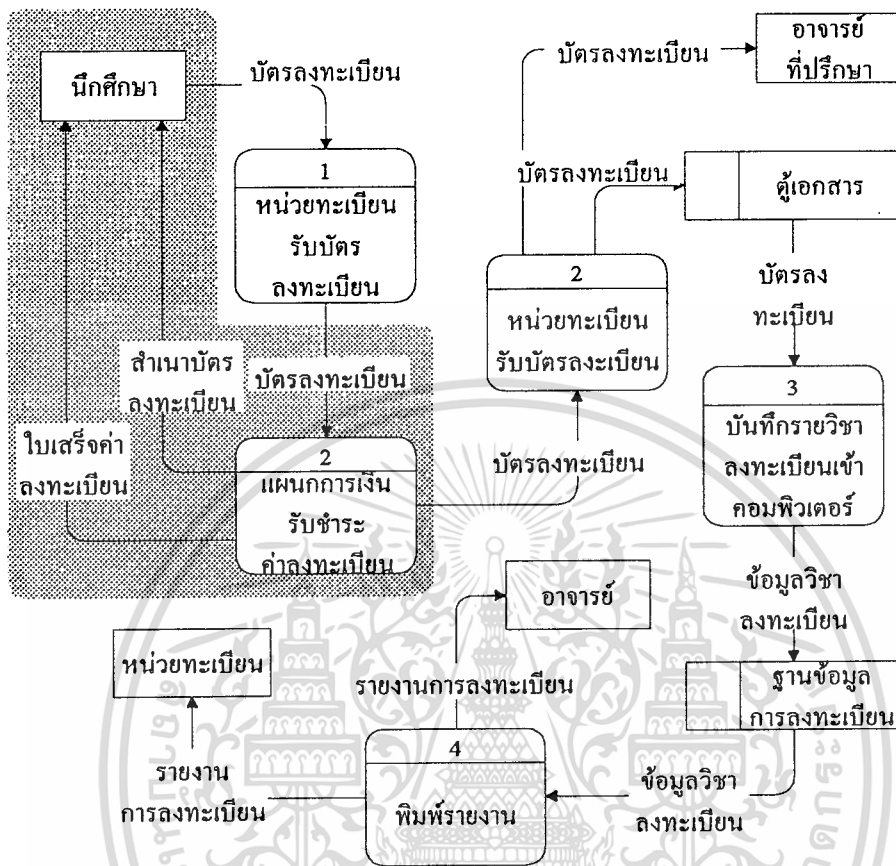 นึกศึกษา
บัตรลงทะเบียน
1
หน่วยทะเบียน
รับบัตร
ลงทะเบียน
สำเนาบัตร
ลงทะเบียน
ใบเสร็จค่า
ลงทะเบียน
บัตรลงทะเบียน
2
แผนกการเงิน
รับชำระ
ค่าลงทะเบียน
บัตรลงทะเบียน
2
หน่วยทะเบียน
รับบัตรลงะเบียน
บัตรลงทะเบียน
อาจารย์
ที่ปรึกษา
บัตรลงทะเบียน
ตู้เอกสาร
บัตรลง
ทะเบียน
3
บันทึกรายวิชา
ลงทะเบียนเข้า
คอมพิวเตอร์
ข้อมูลวิชา
ลงทะเบียน
ฐานข้อมูล
การลงทะเบียน
ข้อมูลวิชา
ลงทะเบียน
4
พิมพ์รายงาน
รายงานการลงทะเบียน
อาจารย์
รายงาน
การลงทะเบียน
หน่วยทะเบียน